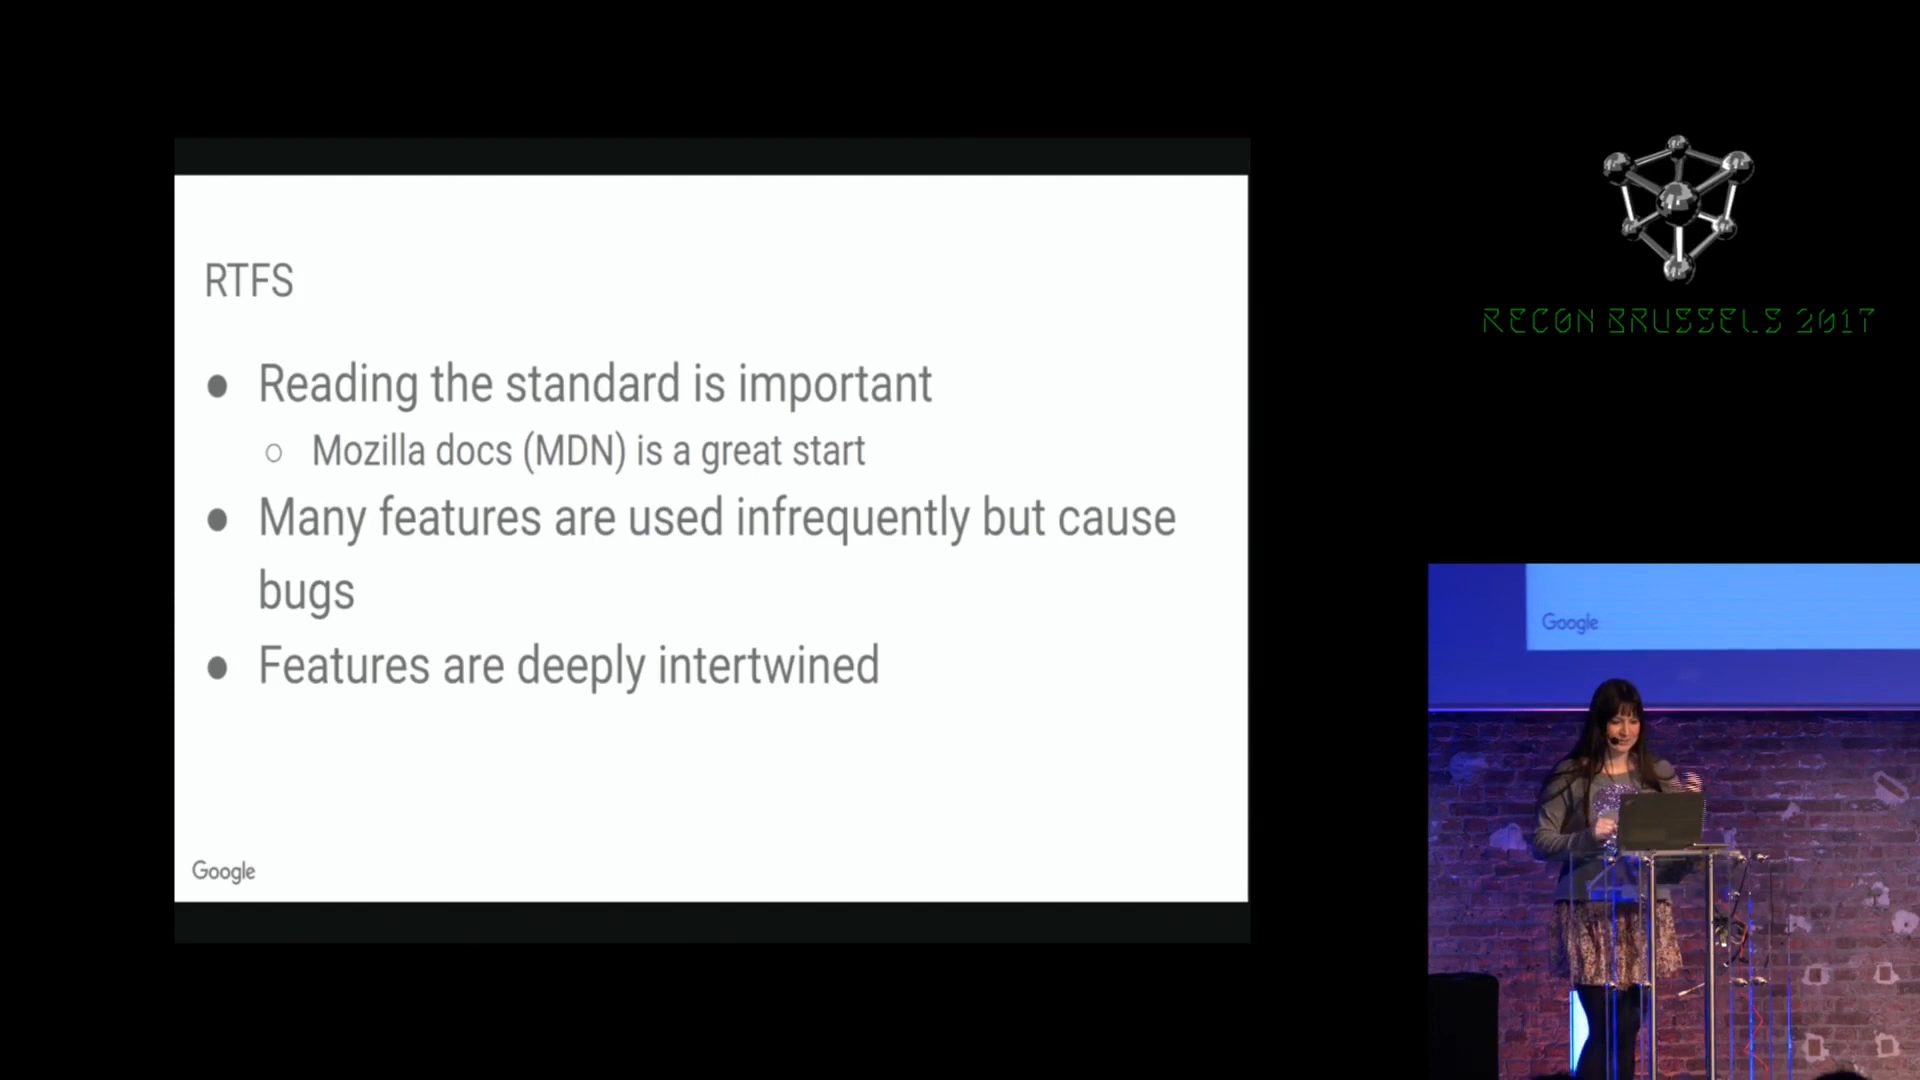 RTFS
● Reading the standard is important
○ Mozilla docs (MDN) is a great start
● Many features are used infrequently but cause
bugs
● Features are deeply intertwined
Google
RECON BRUSSELS 2017
Google